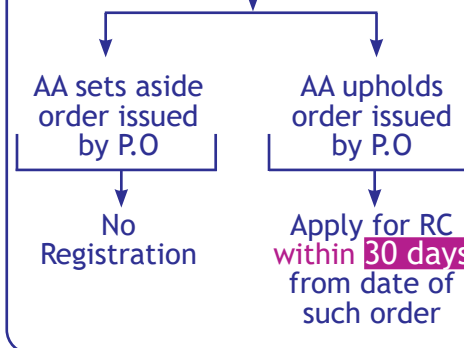 AA sets aside
order issued
by P.O
No
Registration
AA upholds
order issued
by P.O
Apply for RC
within 30 days
from date of
such order